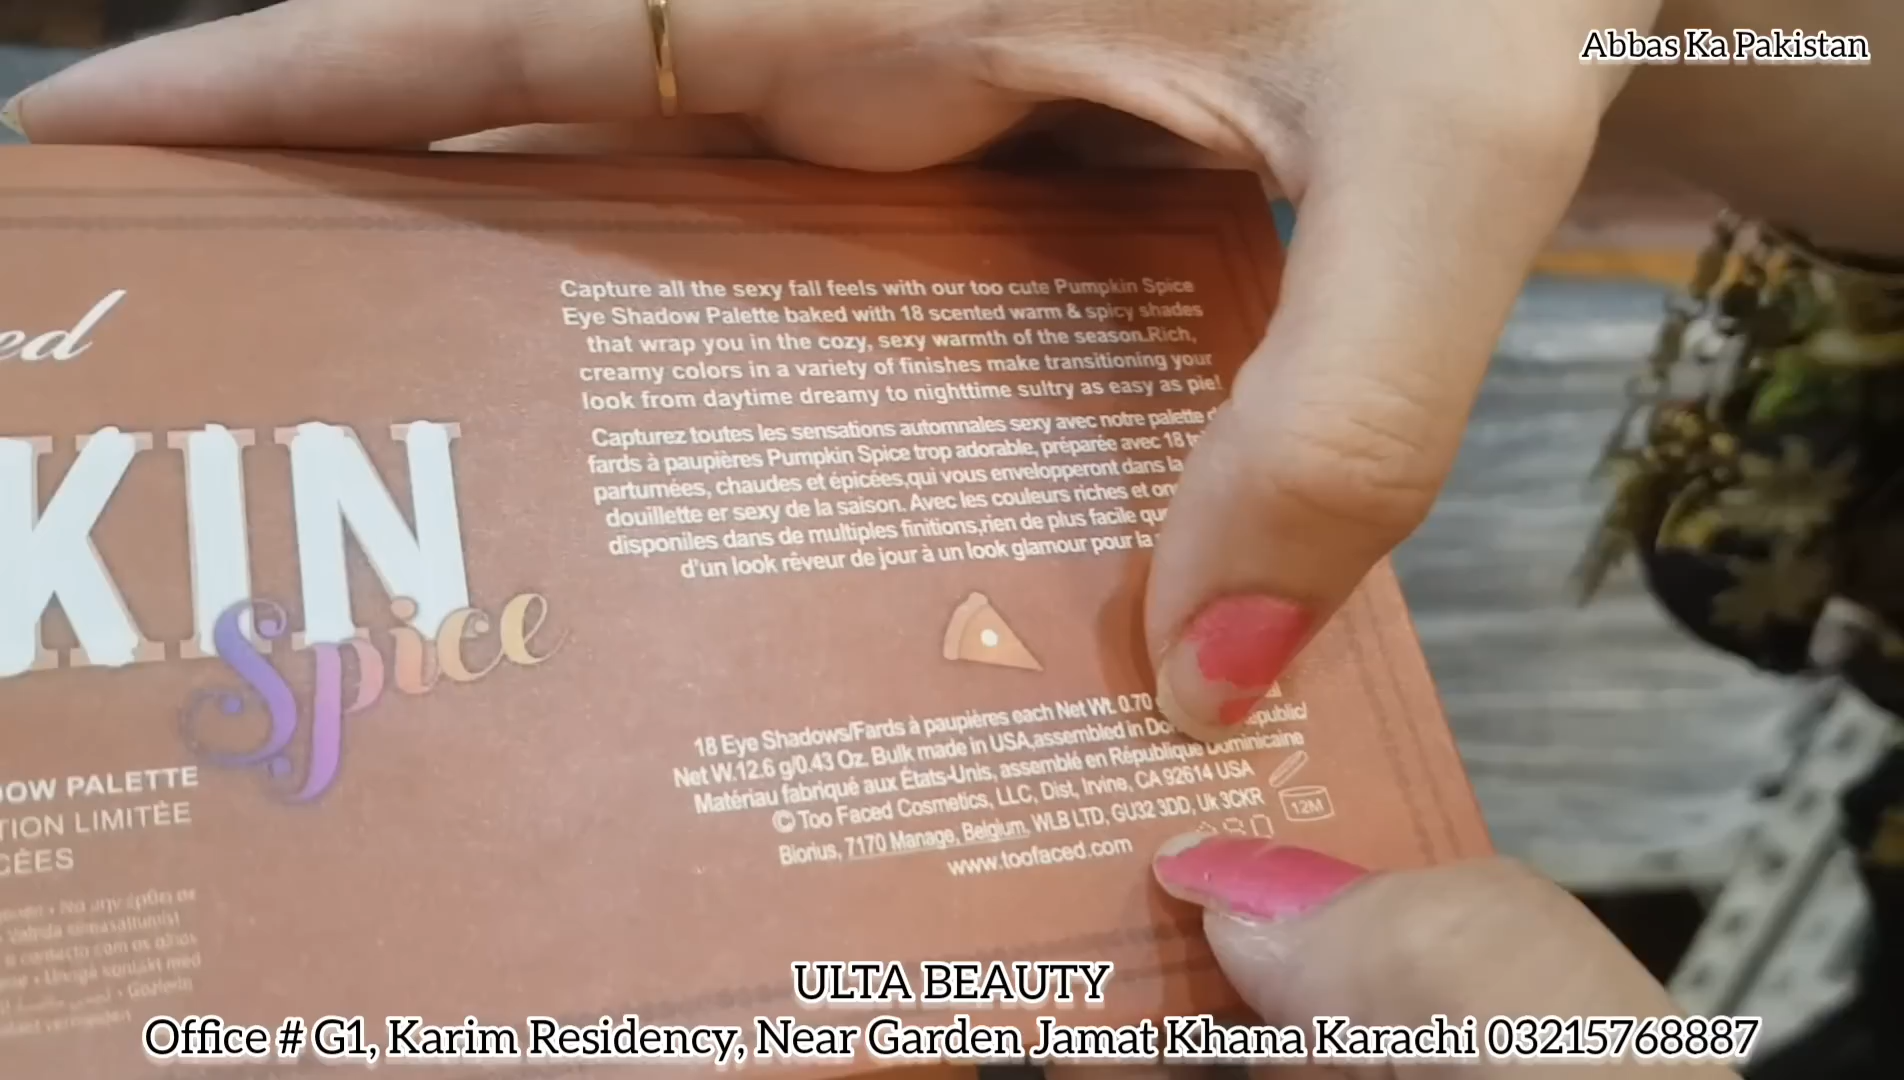 Abbas Ka Pakistan
ed
Capture all the sexy fall feels with our too cute Pumpkin Spice
Eye Shadow Palette baked with 18 scented warm & spicy shades
that wrap you in the cozy, sexy warmth of the season.Rich,
creamy colors in a variety of finishes make transitioning your
look from daytime dreamy to nighttime sultry as easy as pie!
Capturez toutes les sensations automnales sexy avec notre palette
fards à paupières Pumpkin Spice trop adorable, préparée avec 18
partumées, chaudes et épicées,qui vous envelopperont dans la
douillette er sexy de la saison. Avec les couleurs riches et
disponiles dans de multiples finitions,rien de plus facile
d'un look rêveur de jour à un look glamour pour la
KIN
Spice
OW PALETTE
TION LIMITÈE
CÉES
18 Eye Shadows/Fards à paupières each Net Wt. 0.70
Net W.12.6 g/0.43 Oz. Bulk made in USA,assembled in
Matériau fabriqué aux États-Unis, assemblé en République Dominicaine
© Too Faced Cosmetics, LLC, Dist, Irvine, CA 92614 USA
Biorius, 7170 Manage, Belgium. WLB LTD, GU32 3DD, Uk 3CKR
www.toofaced.com
12M
ULTA BEAUTY
Office # G1, Karim Residency, Near Garden Jamat Khana Karachi 03215768887